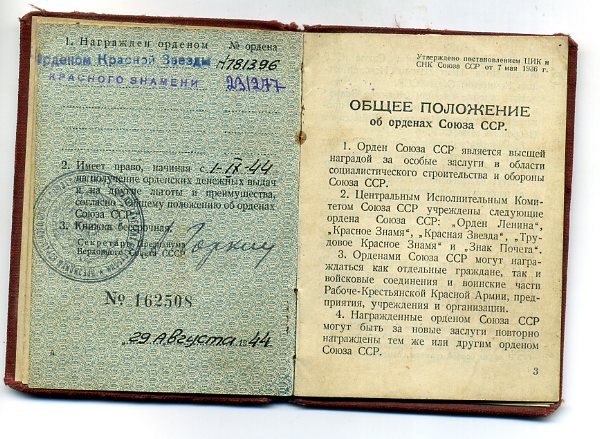 1. Награжден орденом № ордена
Орденом Красной Звезды №781396
КРАСНОГО ЗНАМЕНИ 231277
2. Имеет право, начиная с 1-IX-44
на получение орденских денежных выдач
и на другие льготы и преимущества,
согласно „Общему положению об орденах
Союза ССР".
3. Книжка бессрочная.
Секретарь Президиума
Верховного Совета СССР
№ 162508
„29 Августа 1944
Утверждено постановлением ЦИК и
СНК Союза ССР от 7 мая 1936 г.
ОБЩЕЕ ПОЛОЖЕНИЕ
об орденах Союза ССР.
1. Орден Союза ССР является высшей
наградой за особые заслуги в области
социалистического строительства и обороны
Союза ССР.
2. Центральным Исполнительным Коми-
тетом Союза ССР учреждены следующие
ордена Союза ССР: „Орден Ленина",
„Красное Знамя", „Красная Звезда", „Тру-
довое Красное Знамя" и „Знак Почета".
3. Орденами Союза ССР могут награ-
ждаться как отдельные граждане, так и
войсковые соединения и воинские части
Рабоче-Крестьянской Красной Армии, пред-
приятия, учреждения и организации.
4. Награжденные орденом Союза ССР
могут быть за новые заслуги повторно
награждены тем же или другим орденом
Союза ССР.
3